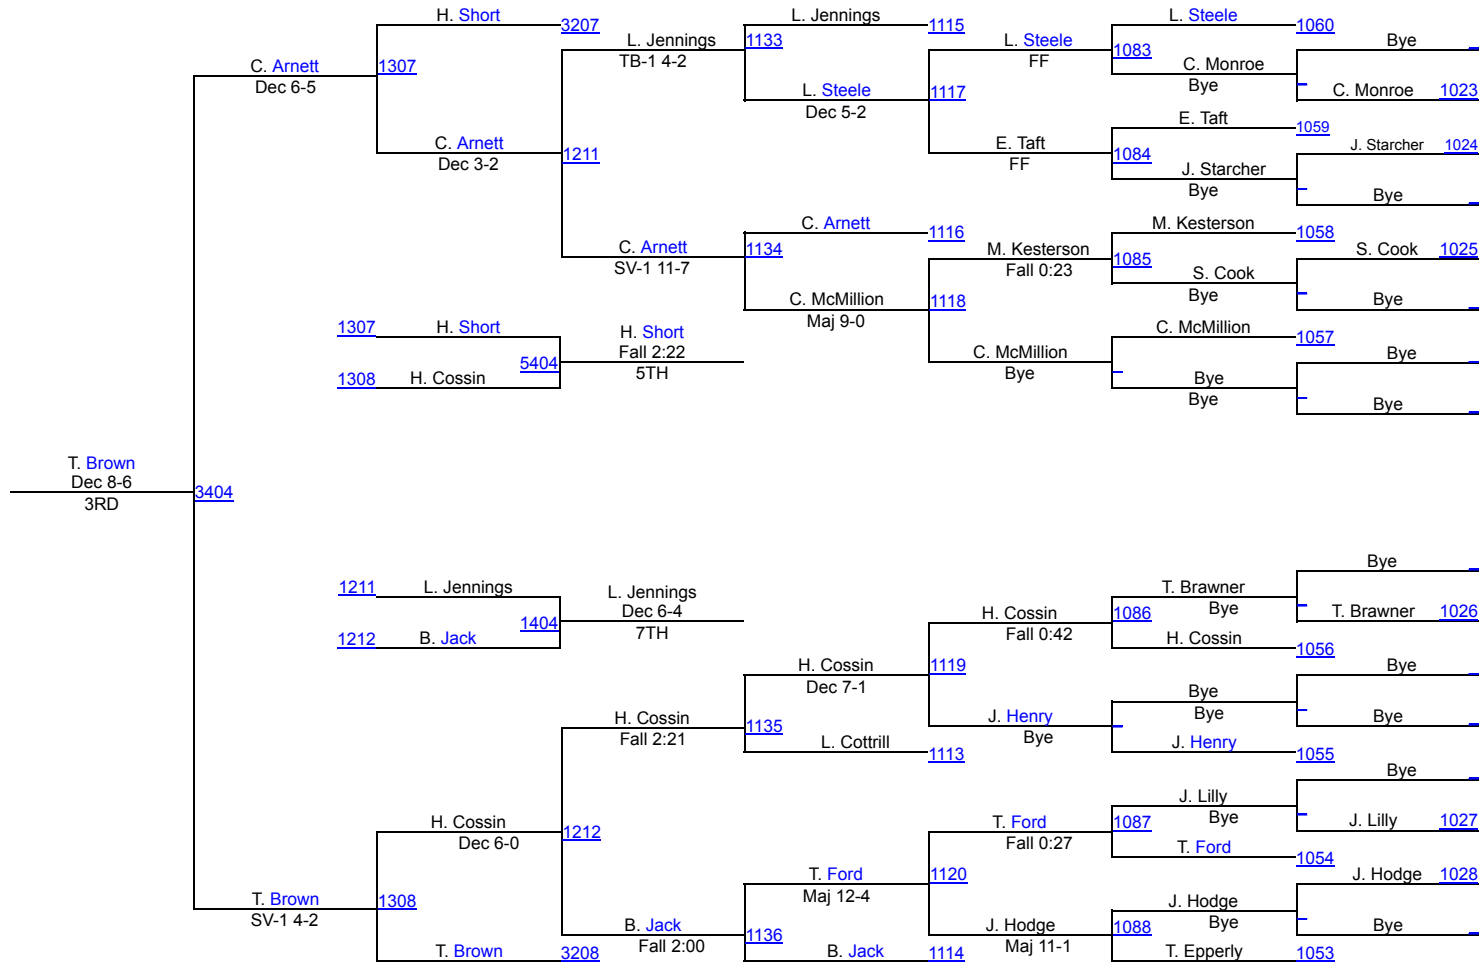 H. Short
3207
L. Jennings
1115
L. Steele
1060
L. Jennings
1133
L. Steele
1083
Bye
TB-1 4-2
FF
C. Arnett
1307
C. Monroe
Dec 6-5
L. Steele
1117
Bye
C. Monroe 1023
Dec 5-2
E. Taft
1059
C. Arnett
1211
E. Taft
1084
J. Starcher 1024
Dec 3-2
FF
J. Starcher
Bye
Bye
C. Arnett
1116
M. Kesterson
1058
C. Arnett
1134
M. Kesterson
1085
S. Cook 1025
SV-1 11-7
Fall 0:23
S. Cook
C. McMillion
1118
Bye
Bye
Maj 9-0
1307
H. Short
H. Short
C. McMillion
1057
5404
Fall 2:22
C. McMillion
Bye
1308
H. Cossin
5TH
Bye
Bye
Bye
Bye
T. Brown
Dec 8-6
3404
3RD
Bye
1211
L. Jennings
L. Jennings
T. Brawner
1404
Dec 6-4
H. Cossin
1086
Bye
T. Brawner 1026
1212
B. Jack
7TH
Fall 0:42
H. Cossin
1056
H. Cossin
1119
Bye
Dec 7-1
Bye
H. Cossin
1135
J. Henry
Bye
Bye
Fall 2:21
L. Cottrill
1113
Bye
J. Henry
1055
Bye
J. Lilly
H. Cossin
1212
T. Ford
1087
Bye
J. Lilly 1027
Dec 6-0
Fall 0:27
T. Ford
1054
T. Ford
1120
J. Hodge 1028
Maj 12-4
T. Brown
1308
J. Hodge
SV-1 4-2
B. Jack
1136
J. Hodge
1088
Bye
Bye
Fall 2:00
Maj 11-1
T. Brown
3208
B. Jack
1114
T. Epperly
1053